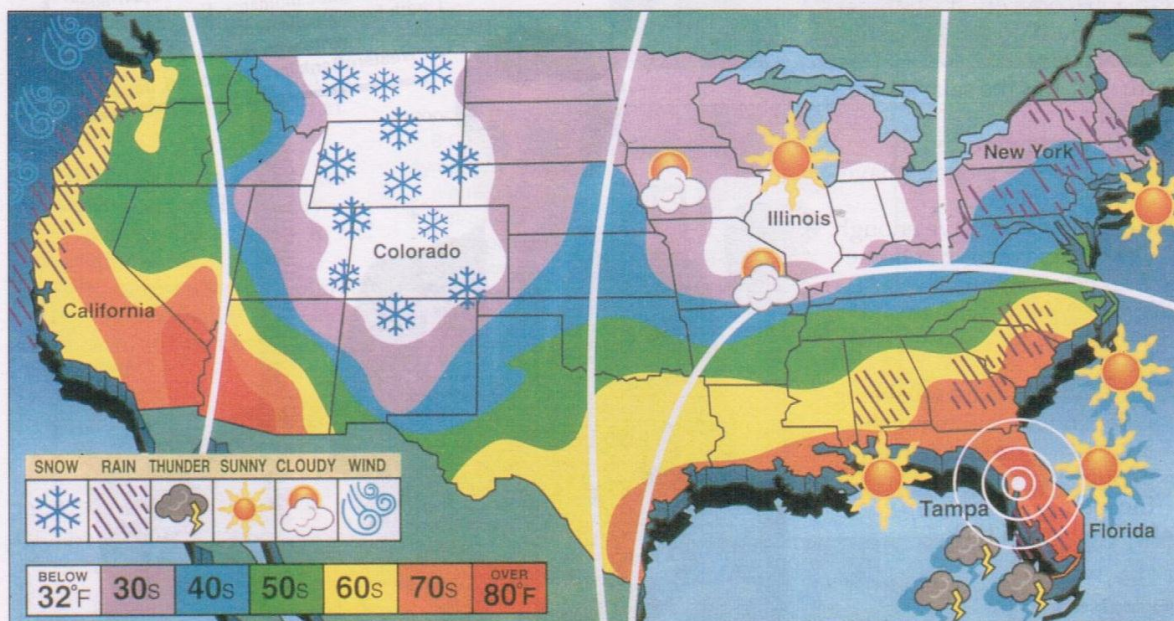 New York
Illinois
Colorado
California
Tampa
Florida
SNOW RAIN THUNDER SUNNY CLOUDY WIND
BELOW 32°F 30s 40s 50s 60s 70s OVER 80°F